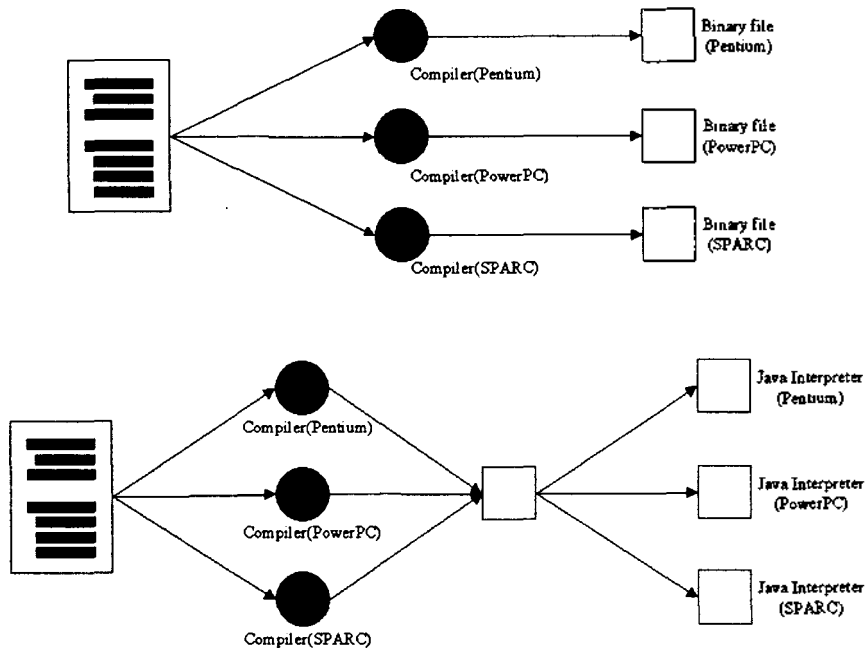 Binary file
(Pentium)
Compiler(Pentium)
Binary file
(PowerPC)
Compiler(PowerPC)
Binary file
(SPARC)
Compiler(SPARC)
Java Interpreter
(Pentium)
Compiler(Pentium)
Java Interpreter
(PowerPC)
Compiler(PowerPC)
Java Interpreter
(SPARC)
Compiler(SPARC)